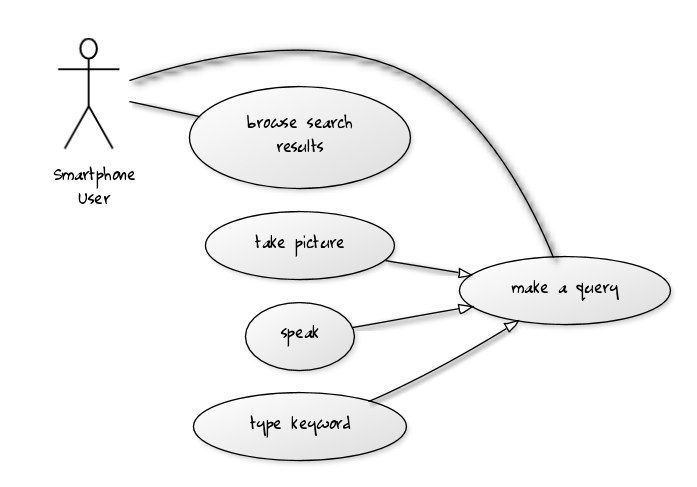 browse search
results
Smartphone
User
take picture
make a query
speak
type keyword